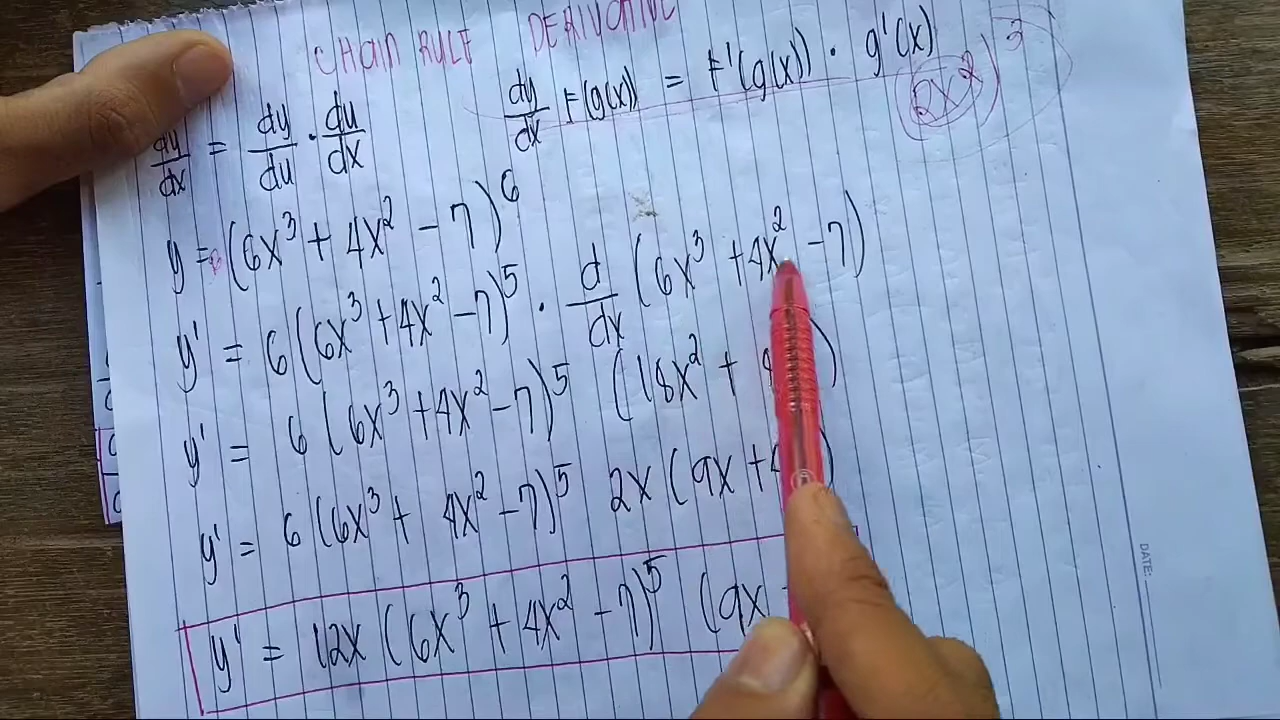 CHAIN RULE DERIVATIVE
dy/dx = dy/du · du/dx
dy/dx F(g(x)) = F'(g(x)) · g'(x)
(2x²)³
y = (6x³ + 4x² - 7)⁶
y' = 6(6x³ + 4x² - 7)⁵ · d/dx (6x³ + 4x² - 7)
y' = 6(6x³ + 4x² - 7)⁵ (18x² + )
y' = 6(6x³ + 4x² - 7)⁵ 2x(9x + 4)
y' = 12x(6x³ + 4x² - 7)⁵ (9x
DATE: